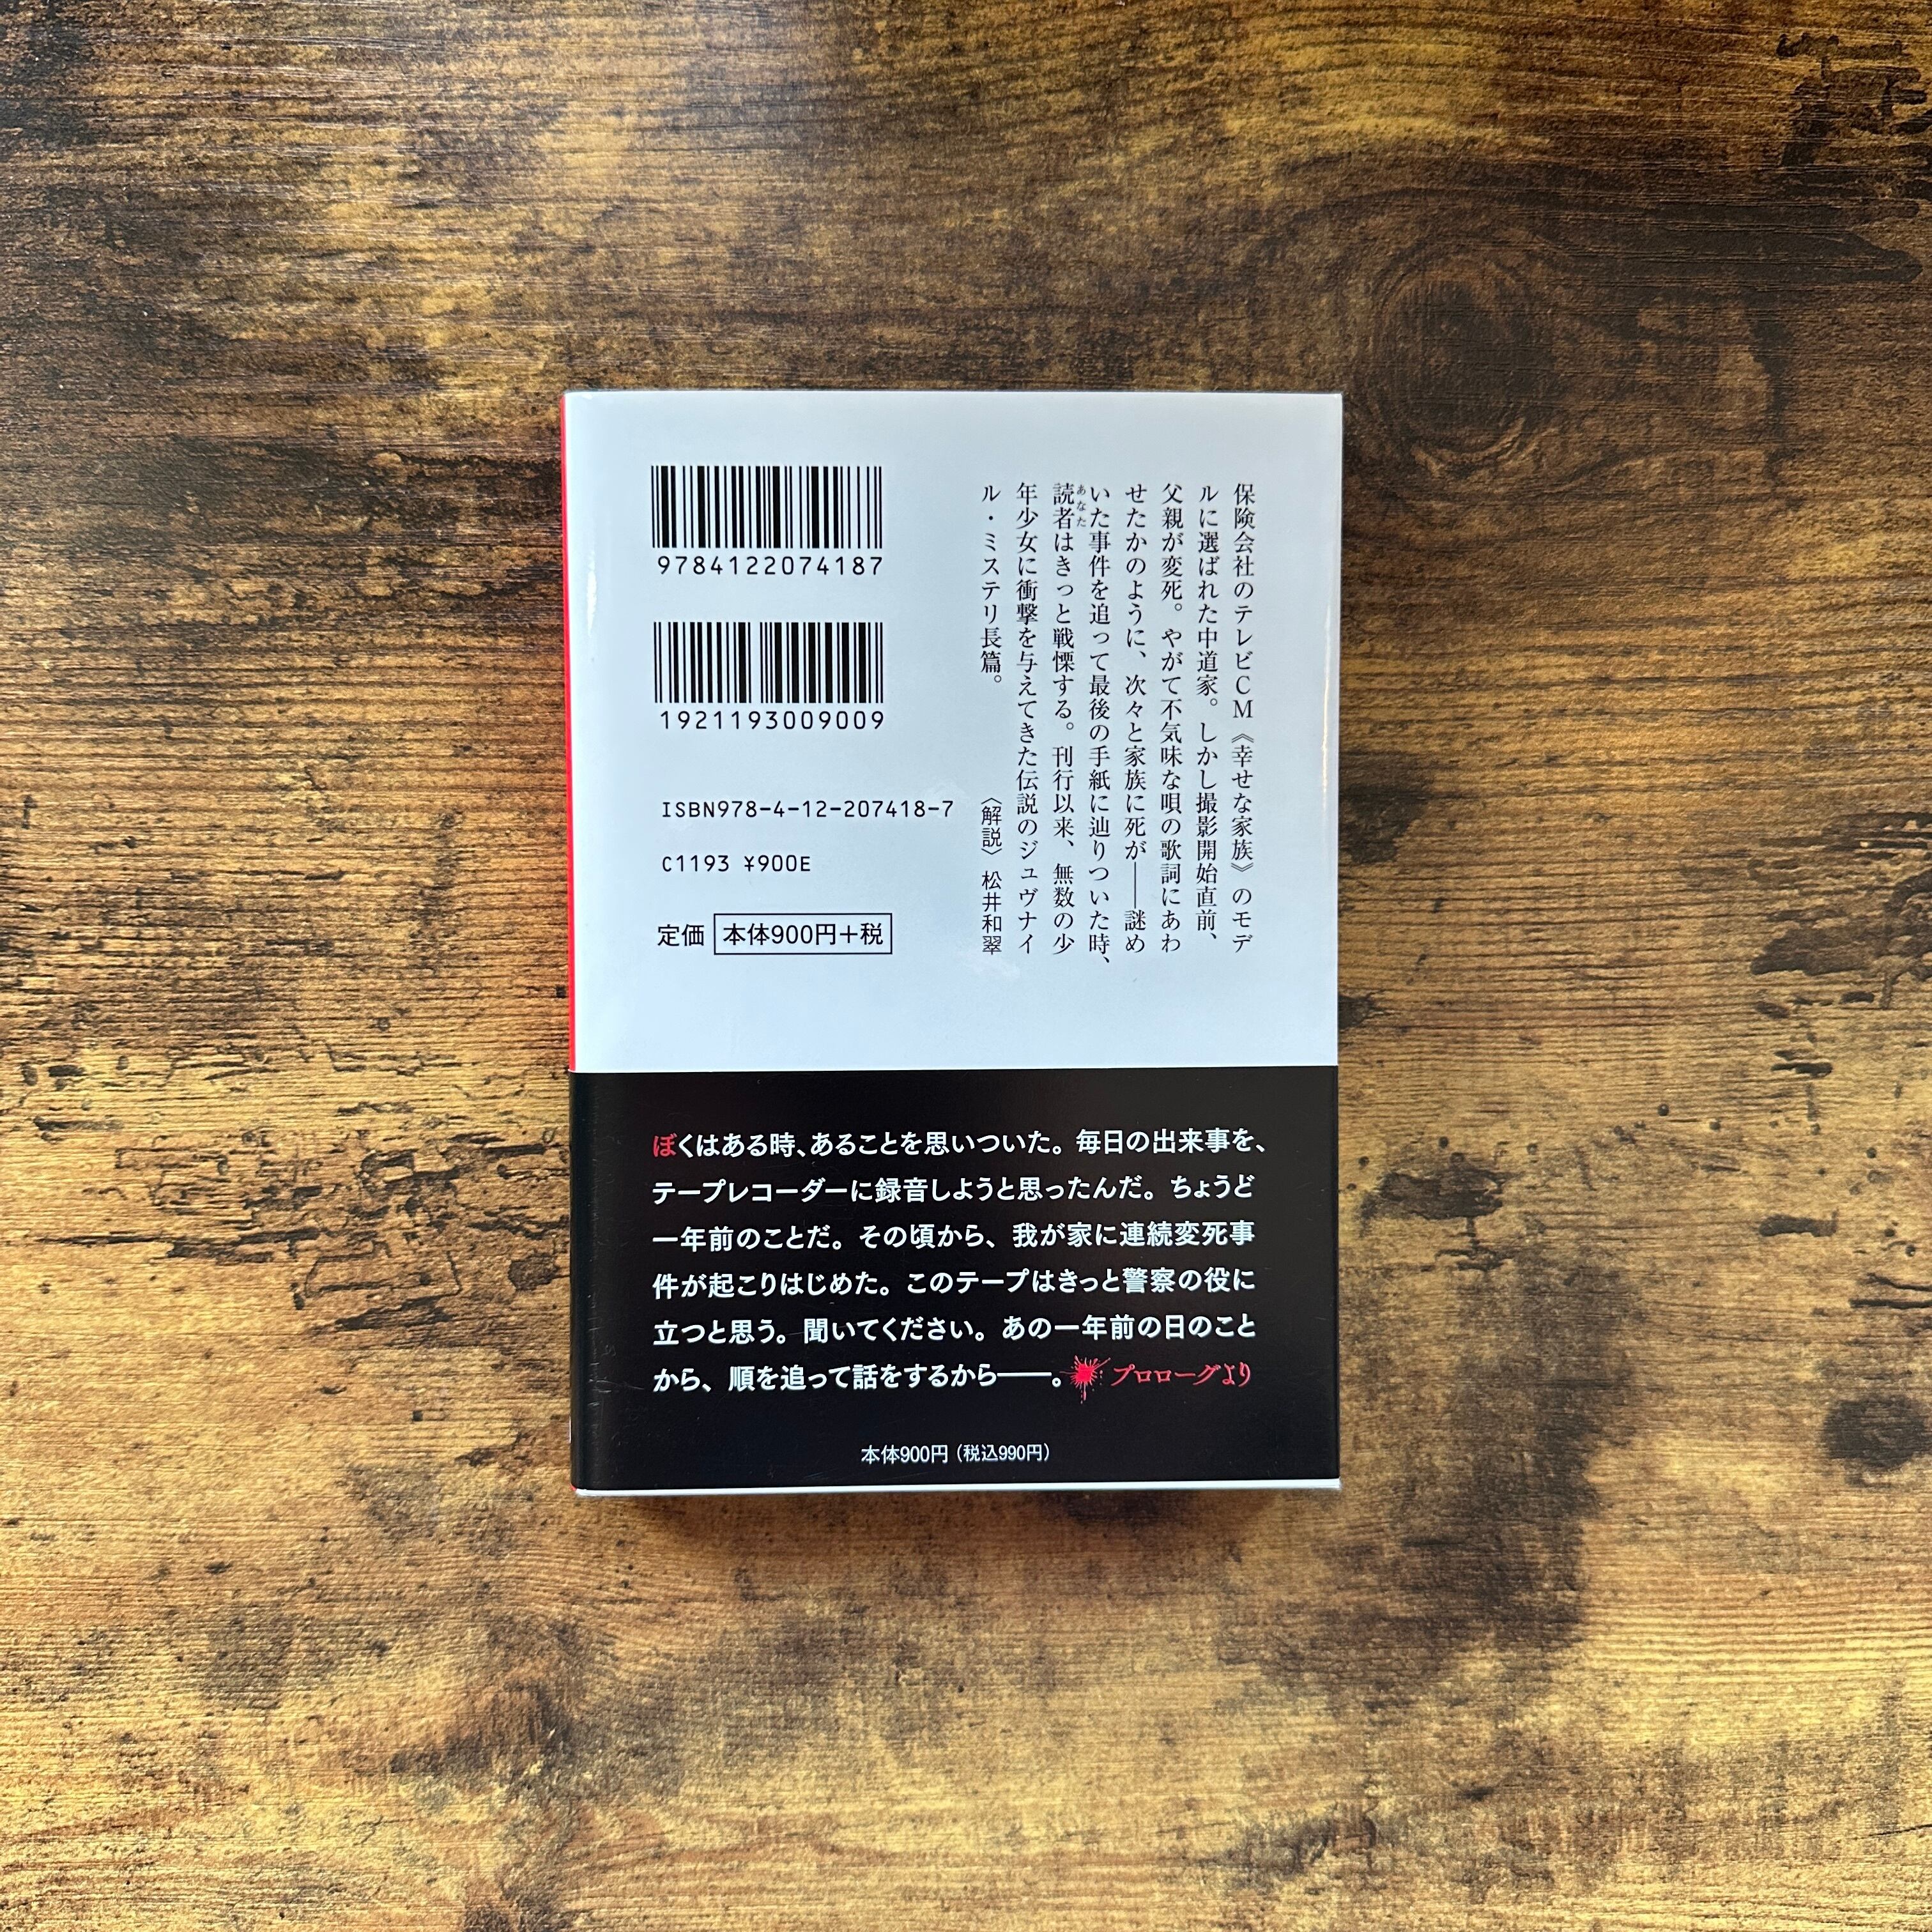 保険会社のテレビCM《幸せな家族》のモデ
ルに選ばれた中道家。しかし撮影開始直前、
父親が変死。やがて不気味な唄の歌詞にあわ
せたかのように、次々と家族に死が――謎め
いた事件を追って最後の手紙に辿りついた時、
あなた
読者はきっと戦慄する。刊行以来、無数の少
年少女に衝撃を与えてきた伝説のジュヴナイ
ル・ミステリ長篇。
〈解説〉松井和翠
9784122074187
1921193009009
ISBN978-4-12-207418-7
C1193 ¥900E
定価 本体900円+税
ぼくはある時、あることを思いついた。毎日の出来事を、
テープレコーダーに録音しようと思ったんだ。ちょうど
一年前のことだ。その頃から、我が家に連続変死事
件が起こりはじめた。このテープはきっと警察の役に
立つと思う。聞いてください。あの一年前の日のこと
から、順を追って話をするから――。プロローグより
本体900円(税込990円)